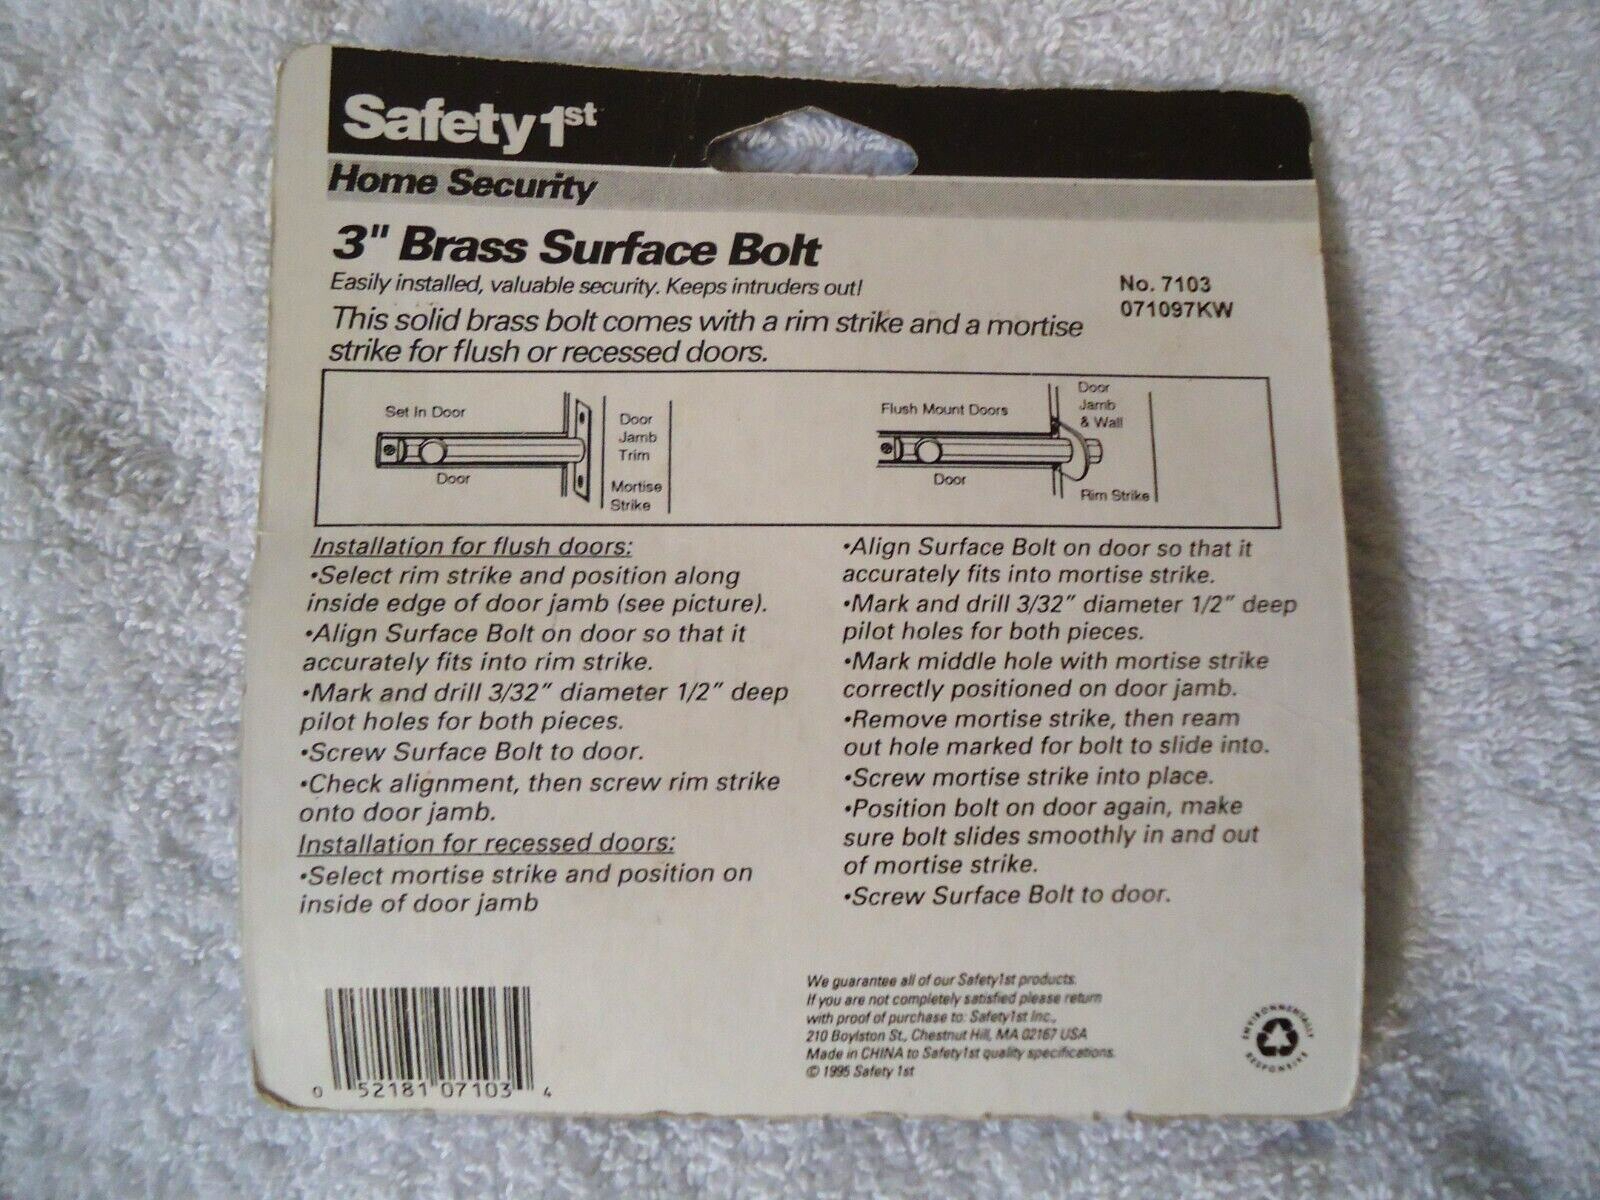 Safety 1st
Home Security
3" Brass Surface Bolt
Easily installed, valuable security. Keeps intruders out!
No. 7103
071097KW
This solid brass bolt comes with a rim strike and a mortise
strike for flush or recessed doors.
Set In Door
Door
Door
Jamb
Trim
Mortise
Strike
Flush Mount Doors
Door
Door
Jamb
& Wall
Rim Strike
Installation for flush doors:
•Select rim strike and position along
inside edge of door jamb (see picture).
•Align Surface Bolt on door so that it
accurately fits into rim strike.
•Mark and drill 3/32" diameter 1/2" deep
pilot holes for both pieces.
•Screw Surface Bolt to door.
•Check alignment, then screw rim strike
onto door jamb.
Installation for recessed doors:
•Select mortise strike and position on
inside of door jamb
•Align Surface Bolt on door so that it
accurately fits into mortise strike.
•Mark and drill 3/32" diameter 1/2" deep
pilot holes for both pieces.
•Mark middle hole with mortise strike
correctly positioned on door jamb.
•Remove mortise strike, then ream
out hole marked for bolt to slide into.
•Screw mortise strike into place.
•Position bolt on door again, make
sure bolt slides smoothly in and out
of mortise strike.
•Screw Surface Bolt to door.
0 52181 07103 4
We guarantee all of our Safety1st products.
If you are not completely satisfied please return
with proof of purchase to: Safety1st Inc.,
210 Boylston St., Chestnut Hill, MA 02167 USA
Made in CHINA to Safety1st quality specifications.
© 1995 Safety 1st
ENVIRONMENTALLY
RESPONSIBLE